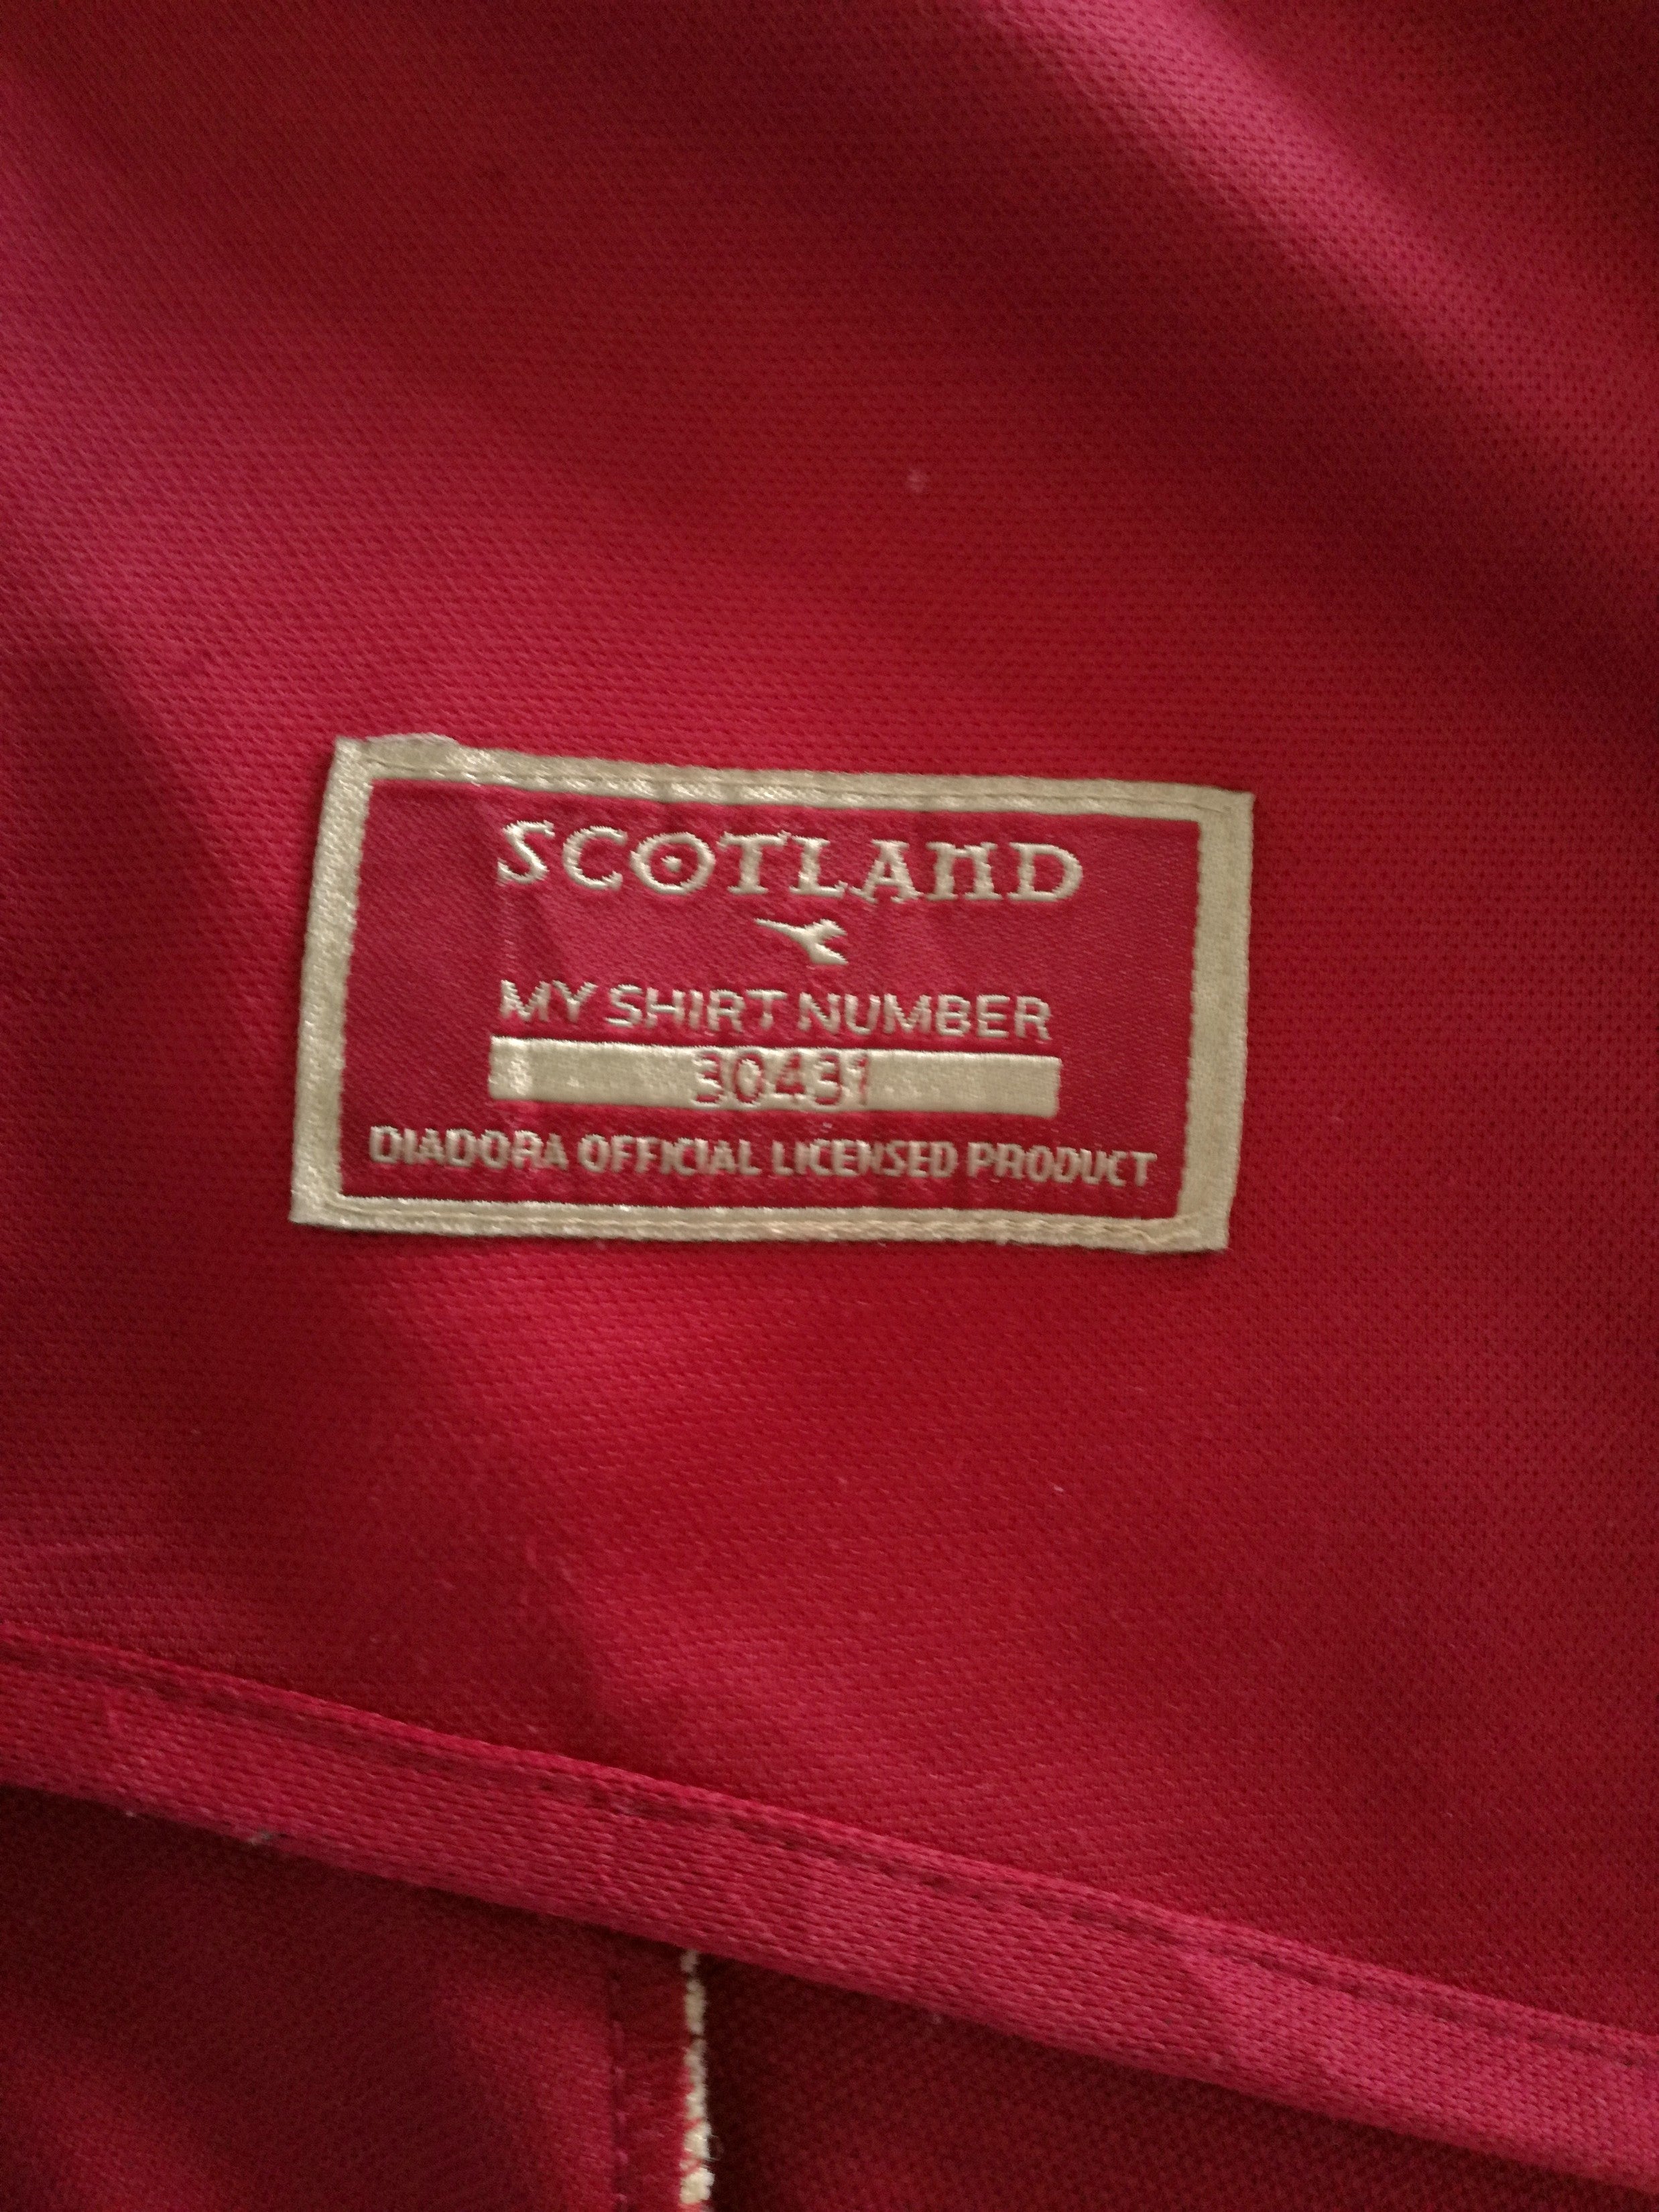 SCOTLAND
MY SHIRT NUMBER
30431
DIADORA OFFICIAL LICENSED PRODUCT